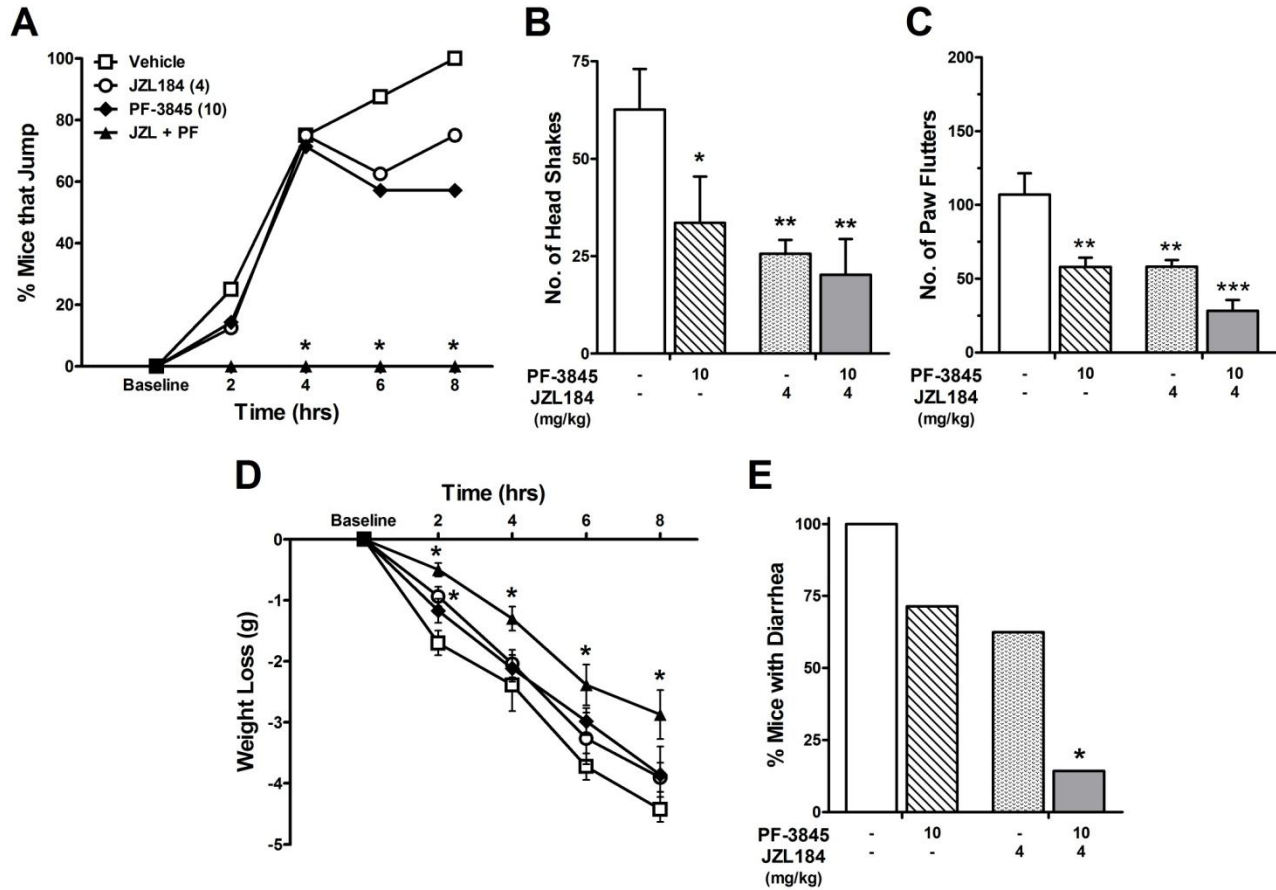 A
% Mice that Jump
100
80
60
40
20
0
Vehicle
JZL184 (4)
PF-3845 (10)
JZL + PF
* * *
Baseline 2 4 6 8
Time (hrs)
B
No. of Head Shakes
75
50
25
0
* ** **
PF-3845 - 10 - 10
JZL184 - - 4 4
(mg/kg)
C
No. of Paw Flutters
200
150
100
50
0
** ** ***
PF-3845 - 10 - 10
JZL184 - - 4 4
(mg/kg)
D
Time (hrs)
Baseline 2 4 6 8
Weight Loss (g)
0
-1
-2
-3
-4
-5
* * * * *
E
% Mice with Diarrhea
100
75
50
25
0
*
PF-3845 - 10 - 10
JZL184 - - 4 4
(mg/kg)